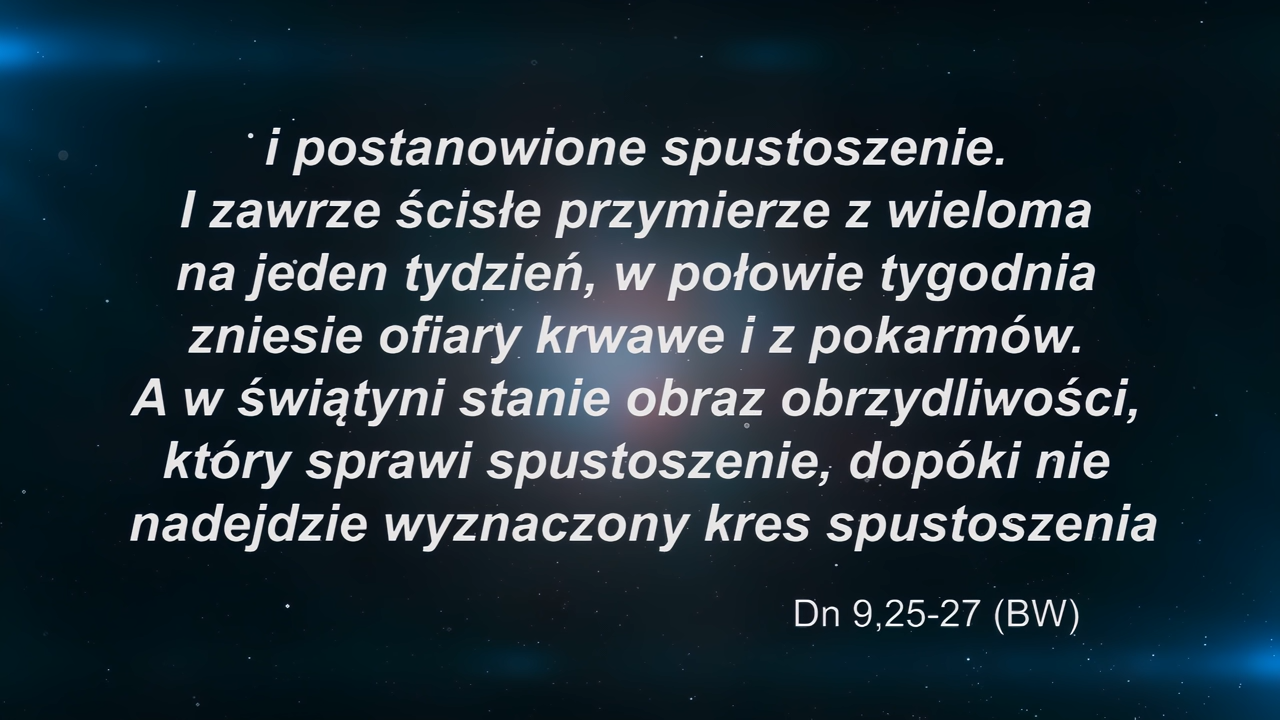 i postanowione spustoszenie.
I zawrze ścisłe przymierze z wieloma
na jeden tydzień, w połowie tygodnia
zniesie ofiary krwawe i z pokarmów.
A w świątyni stanie obraz obrzydliwości,
który sprawi spustoszenie, dopóki nie
nadejdzie wyznaczony kres spustoszenia
Dn 9,25-27 (BW)